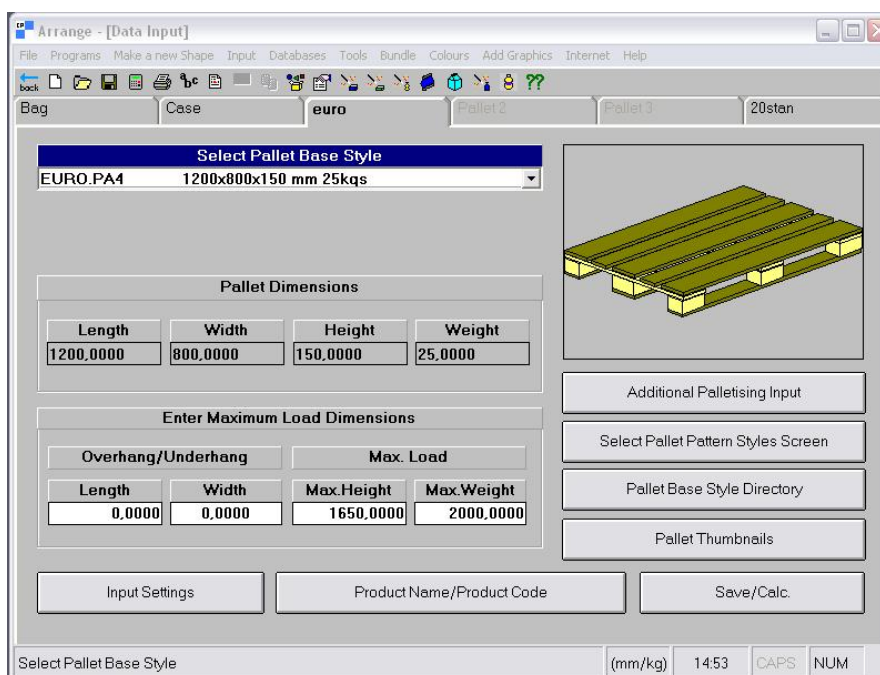 Arrange - [Data Input]
File Programs Make a new Shape Input Databases Tools Bundle Colours Add Graphics Internet Help
back bc ??
Bag Case euro Pallet 2 Pallet 3 20stan
Select Pallet Base Style
EURO.PA4 1200x800x150 mm 25kqs
Pallet Dimensions
Length Width Height Weight
1200,0000 800,0000 150,0000 25,0000
Enter Maximum Load Dimensions
Overhang/Underhang Max. Load
Length Width Max.Height Max.Weight
0,0000 0,0000 1650,0000 2000,0000
Additional Palletising Input
Select Pallet Pattern Styles Screen
Pallet Base Style Directory
Pallet Thumbnails
Input Settings Product Name/Product Code Save/Calc.
Select Pallet Base Style (mm/kg) 14:53 CAPS NUM